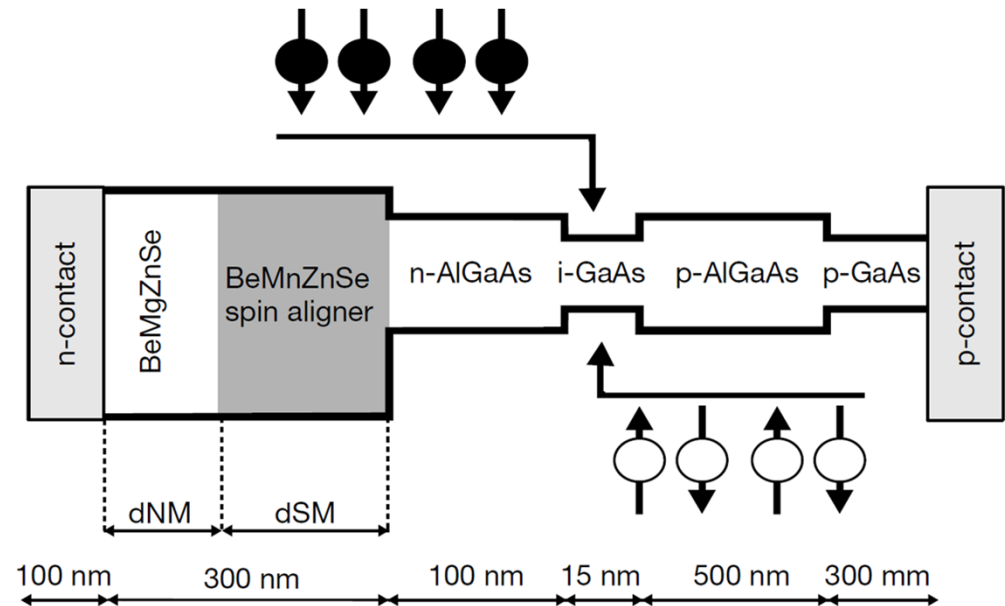 n-contact
BeMgZnSe
BeMnZnSe
spin aligner
n-AlGaAs
i-GaAs
p-AlGaAs
p-GaAs
p-contact
dNM
dSM
100 nm
300 nm
100 nm
15 nm
500 nm
300 mm